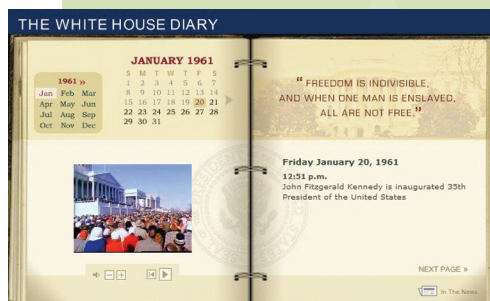 THE WHITE HOUSE DIARY
1961 »
Jan Feb Mar
Apr May Jun
Jul Aug Sep
Oct Nov Dec
JANUARY 1961
S M T W T F S
1 2 3 4 5 6 7
8 9 10 11 12 13 14
15 16 17 18 19 20 21
22 23 24 25 26 27 28
29 30 31
“ FREEDOM IS INDIVISIBLE,
AND WHEN ONE MAN IS ENSLAVED,
ALL ARE NOT FREE.”
Friday January 20, 1961
12:51 p.m.
John Fitzgerald Kennedy is inaugurated 35th
President of the United States
NEXT PAGE »
In The News